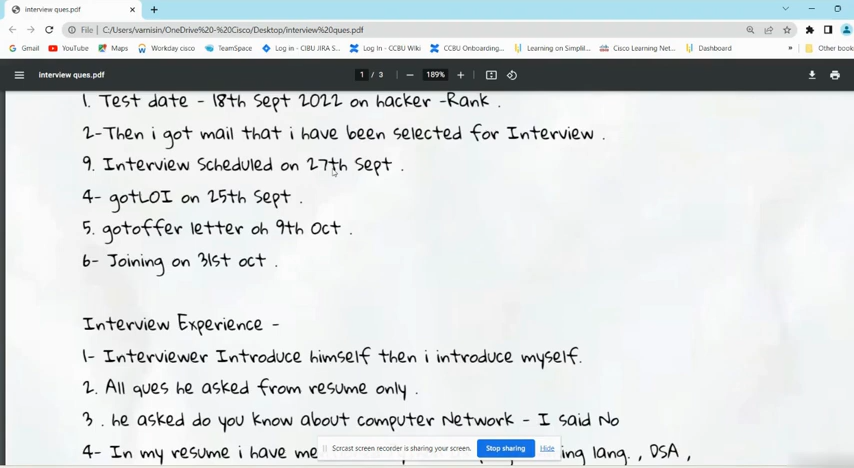 interview ques.pdf
File | C:/Users/varnisin/OneDrive%20-%20Cisco/Desktop/interview%20ques.pdf
Gmail YouTube Maps Workday cisco TeamSpace Log in - CIBU JIRA S... Log In - CCBU Wiki CCBU Onboarding... Learning on Simplil... Cisco Learning Net... Dashboard » Other book
interview ques.pdf 1 / 3 — 189% +
1. Test date - 18th Sept 2022 on hacker -Rank .
2-Then i got mail that i have been selected for Interview .
9. Interview Scheduled on 27th Sept .
4- gotLOI on 25th Sept .
5. gotoffer letter oh 9th Oct .
6- Joining on 31st oct .
Interview Experience -
1- Interviewer Introduce himself then i introduce myself.
2. All ques he asked from resume only .
3 . he asked do you know about computer Network - I said No
4- In my resume i have me ing lang. , DSA ,
Scrcast screen recorder is sharing your screen. Stop sharing Hide